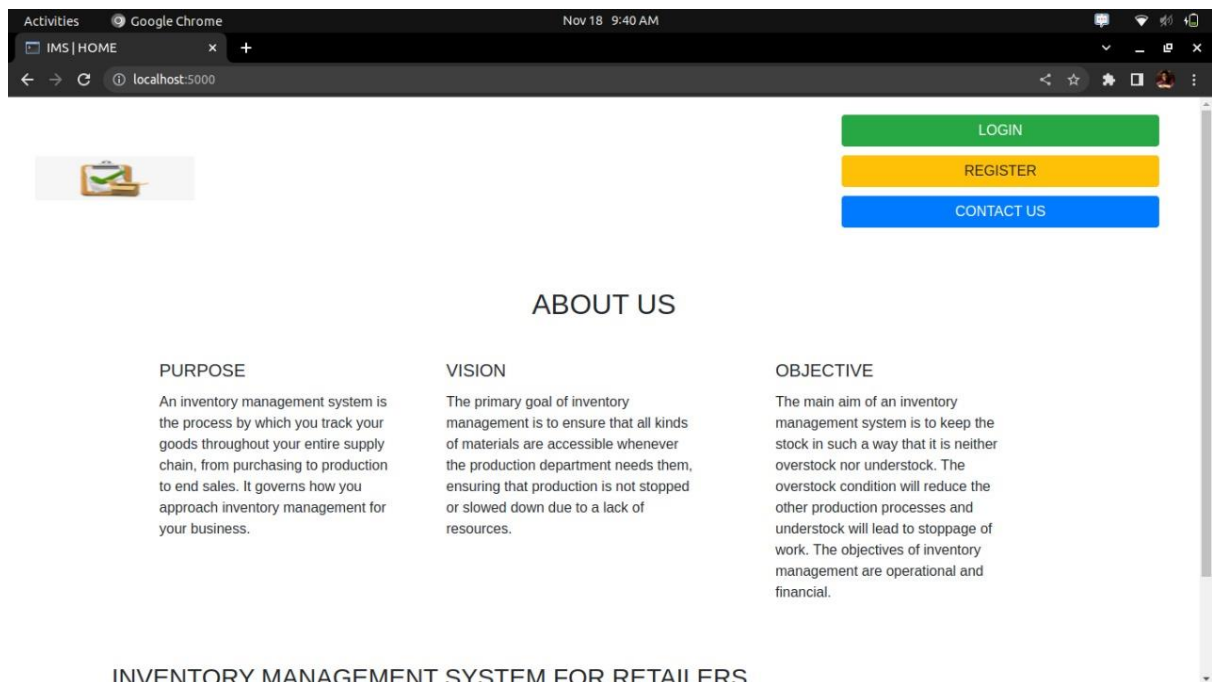 Activities Google Chrome Nov 18 9:40 AM
IMS | HOME
localhost:5000
LOGIN
REGISTER
CONTACT US
ABOUT US
PURPOSE
An inventory management system is
the process by which you track your
goods throughout your entire supply
chain, from purchasing to production
to end sales. It governs how you
approach inventory management for
your business.
VISION
The primary goal of inventory
management is to ensure that all kinds
of materials are accessible whenever
the production department needs them,
ensuring that production is not stopped
or slowed down due to a lack of
resources.
OBJECTIVE
The main aim of an inventory
management system is to keep the
stock in such a way that it is neither
overstock nor understock. The
overstock condition will reduce the
other production processes and
understock will lead to stoppage of
work. The objectives of inventory
management are operational and
financial.
INVENTORY MANAGEMENT SYSTEM FOR RETAILERS